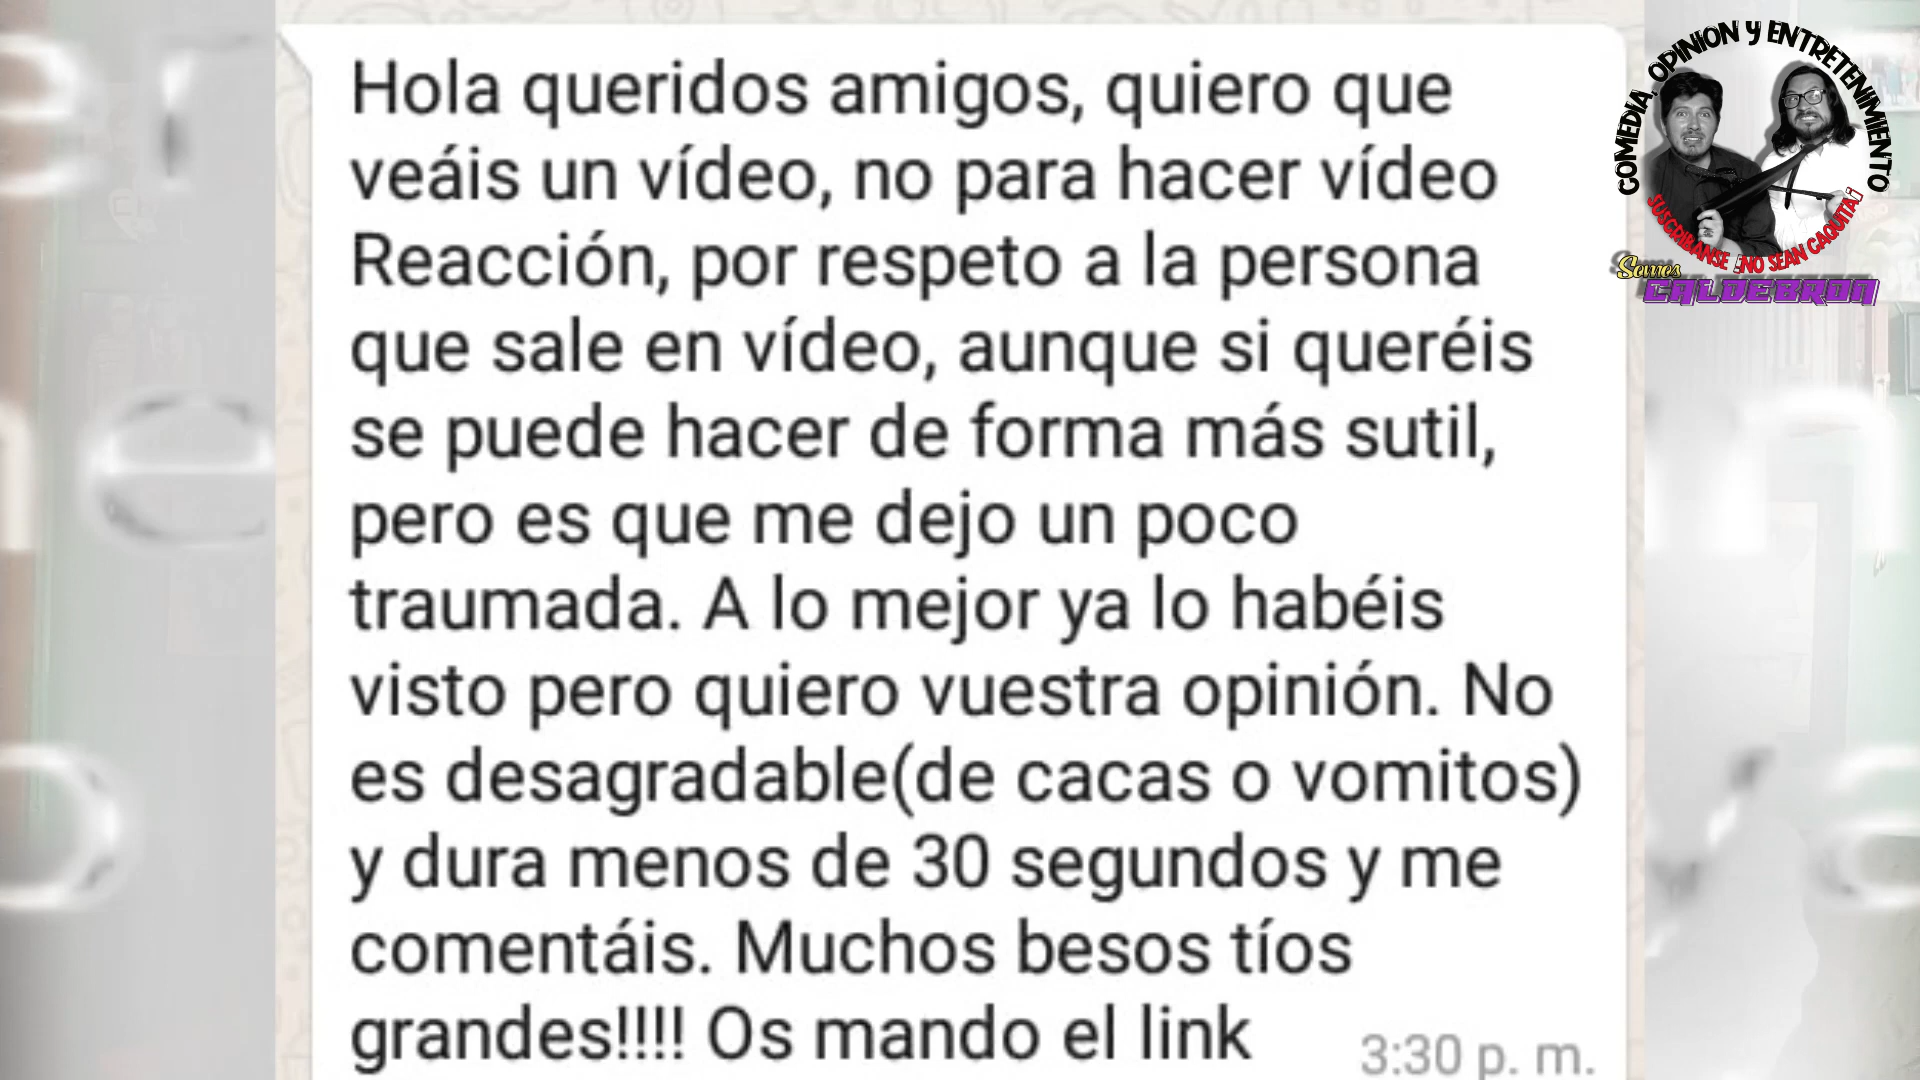 Hola queridos amigos, quiero que
veáis un vídeo, no para hacer vídeo
Reacción, por respeto a la persona
que sale en vídeo, aunque si queréis
se puede hacer de forma más sutil,
pero es que me dejo un poco
traumada. A lo mejor ya lo habéis
visto pero quiero vuestra opinión. No
es desagradable(de cacas o vomitos)
y dura menos de 30 segundos y me
comentáis. Muchos besos tíos
grandes!!!! Os mando el link
3:30 p. m.
COMEDIA, OPINION Y ENTRETENIMIENTO
SUSCRIBANSE ¡NO SEAN CAQUITA!
Somos
CALDEBRON